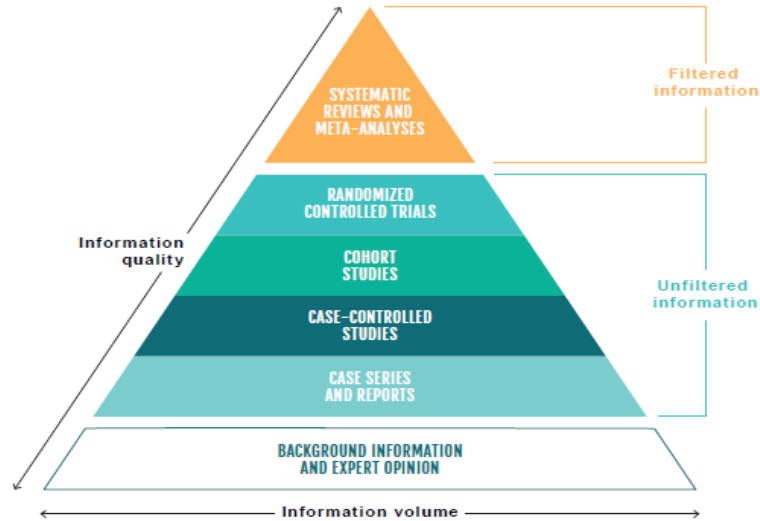 SYSTEMATIC
REVIEWS AND
META-ANALYSES
Filtered
information
RANDOMIZED
CONTROLLED TRIALS
Information
quality
COHORT
STUDIES
Unfiltered
information
CASE-CONTROLLED
STUDIES
CASE SERIES
AND REPORTS
BACKGROUND INFORMATION
AND EXPERT OPINION
Information volume